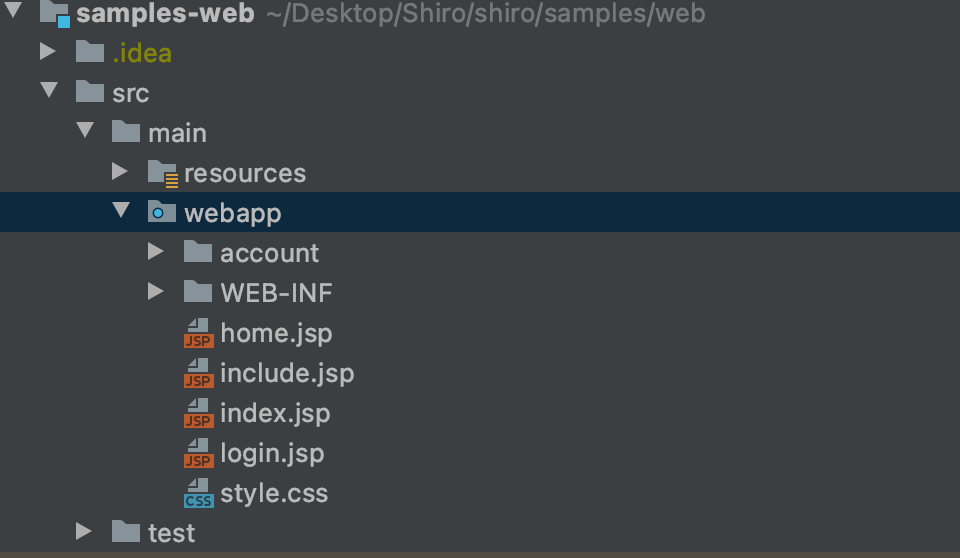 samples-web ~/Desktop/Shiro/shiro/samples/web
.idea
src
main
resources
webapp
account
WEB-INF
JSP home.jsp
JSP include.jsp
JSP index.jsp
JSP login.jsp
CSS style.css
test